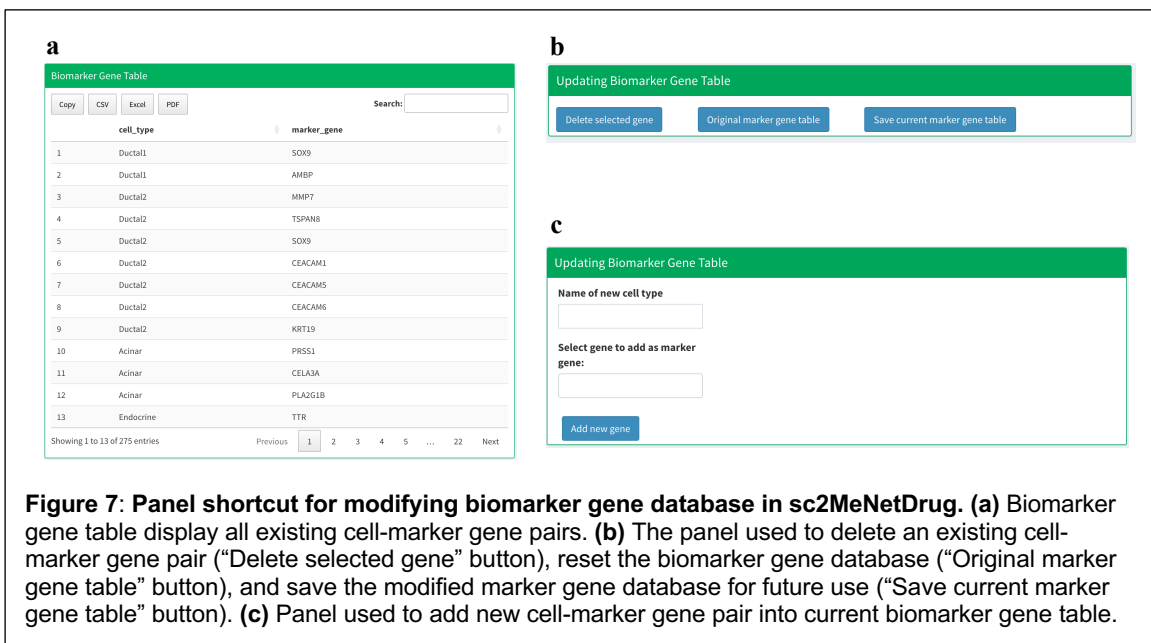 a
Biomarker Gene Table
Copy CSV Excel PDF Search:
cell_type marker_gene
1 Ductal1 SOX9
2 Ductal1 AMBP
3 Ductal2 MMP7
4 Ductal2 TSPAN8
5 Ductal2 SOX9
6 Ductal2 CEACAM1
7 Ductal2 CEACAM5
8 Ductal2 CEACAM6
9 Ductal2 KRT19
10 Acinar PRSS1
11 Acinar CELA3A
12 Acinar PLA2G1B
13 Endocrine TTR
Showing 1 to 13 of 275 entries Previous 1 2 3 4 5 ... 22 Next
b
Updating Biomarker Gene Table
Delete selected gene Original marker gene table Save current marker gene table
c
Updating Biomarker Gene Table
Name of new cell type
Select gene to add as marker
gene:
Add new gene
Figure 7: Panel shortcut for modifying biomarker gene database in sc2MeNetDrug. (a) Biomarker
gene table display all existing cell-marker gene pairs. (b) The panel used to delete an existing cell-
marker gene pair (“Delete selected gene” button), reset the biomarker gene database (“Original marker
gene table” button), and save the modified marker gene database for future use (“Save current marker
gene table” button). (c) Panel used to add new cell-marker gene pair into current biomarker gene table.